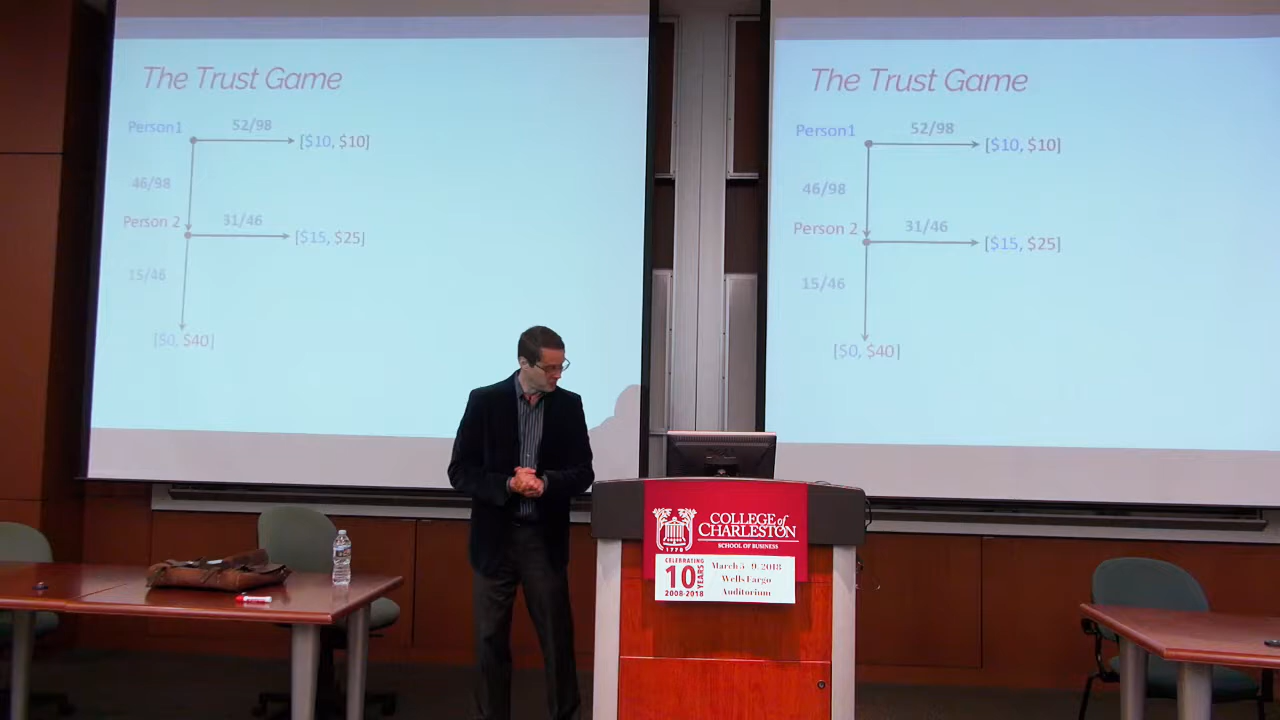 The Trust Game
Person1
52/98
[$10, $10]
46/98
Person 2
31/46
[$15, $25]
15/46
[$0, $40]
The Trust Game
Person1
52/98
[$10, $10]
46/98
Person 2
31/46
[$15, $25]
15/46
[$0, $40]
COLLEGE of
CHARLESTON
SCHOOL OF BUSINESS
1770
CELEBRATING
10 YEARS
2008-2018
March 5-9, 2018
Wells Fargo
Auditorium